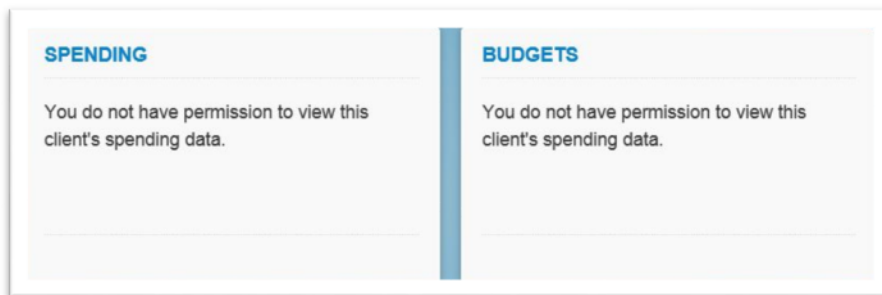 SPENDING
You do not have permission to view this
client's spending data.
BUDGETS
You do not have permission to view this
client's spending data.